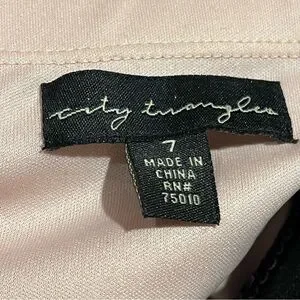 city triangles
7
MADE IN
CHINA
RN#
75010